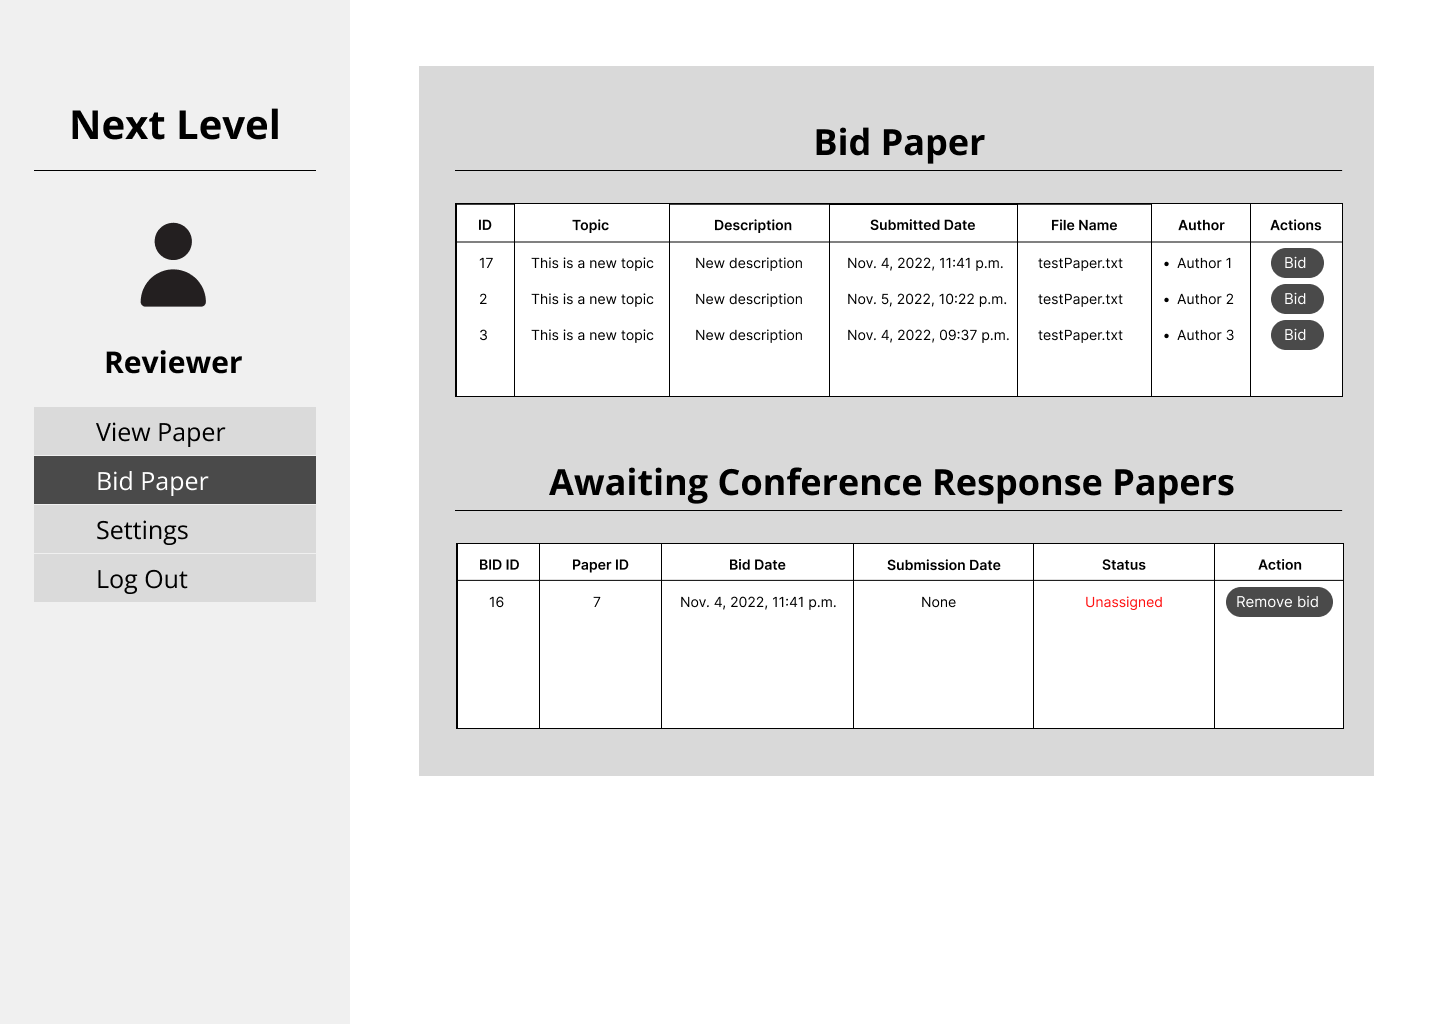 Next Level
Reviewer
View Paper
Bid Paper
Settings
Log Out
Bid Paper
ID Topic Description Submitted Date File Name Author Actions
17 This is a new topic New description Nov. 4, 2022, 11:41 p.m. testPaper.txt • Author 1 Bid
2 This is a new topic New description Nov. 5, 2022, 10:22 p.m. testPaper.txt • Author 2 Bid
3 This is a new topic New description Nov. 4, 2022, 09:37 p.m. testPaper.txt • Author 3 Bid
Awaiting Conference Response Papers
BID ID Paper ID Bid Date Submission Date Status Action
16 7 Nov. 4, 2022, 11:41 p.m. None Unassigned Remove bid